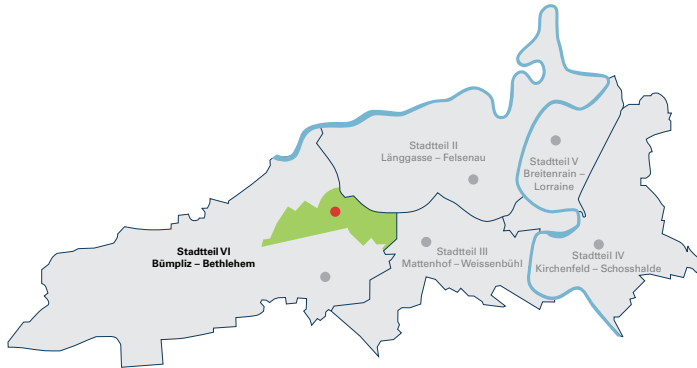 Stadtteil II
Länggasse – Felsenau
Stadtteil V
Breitenrain –
Lorraine
Stadtteil VI
Bümpliz – Bethlehem
Stadtteil III
Mattenhof – Weissenbühl
Stadtteil IV
Kirchenfeld – Schosshalde